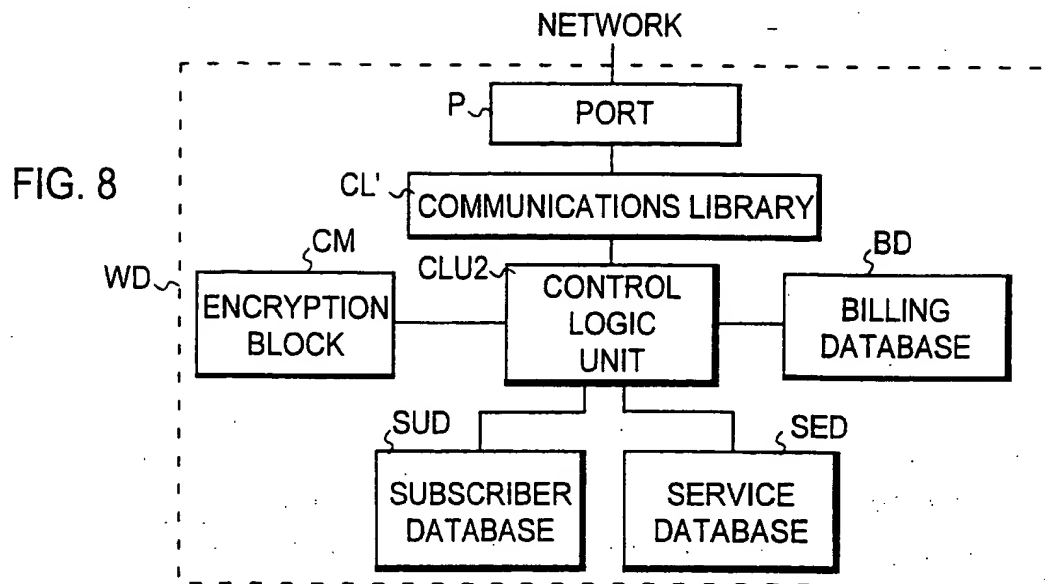 NETWORK
P
PORT
FIG. 8
CL'
COMMUNICATIONS LIBRARY
CM
CLU2
BD
WD
ENCRYPTION
BLOCK
CONTROL
LOGIC
UNIT
BILLING
DATABASE
SUD
SED
SUBSCRIBER
DATABASE
SERVICE
DATABASE